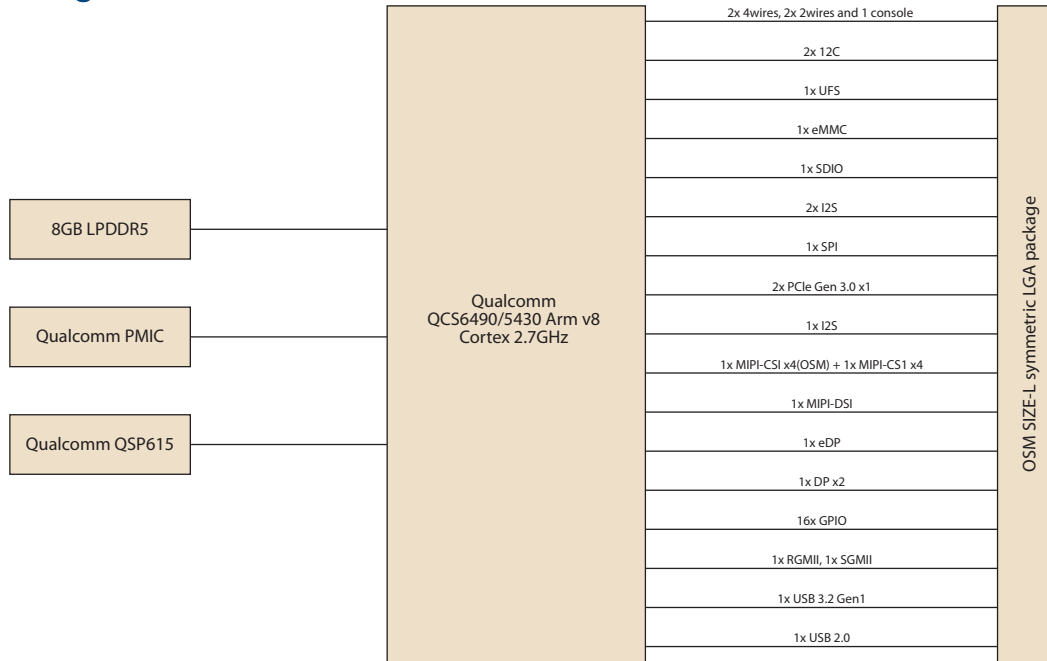 8GB LPDDR5
Qualcomm PMIC
Qualcomm QSP615
Qualcomm
QCS6490/5430 Arm v8
Cortex 2.7GHz
2x 4wires, 2x 2wires and 1 console
2x 12C
1x UFS
1x eMMC
1x SDIO
2x I2S
1x SPI
2x PCIe Gen 3.0 x1
1x I2S
1x MIPI-CSI x4(OSM) + 1x MIPI-CS1 x4
1x MIPI-DSI
1x eDP
1x DP x2
16x GPIO
1x RGMII, 1x SGMII
1x USB 3.2 Gen1
1x USB 2.0
OSM SIZE-L symmetric LGA package